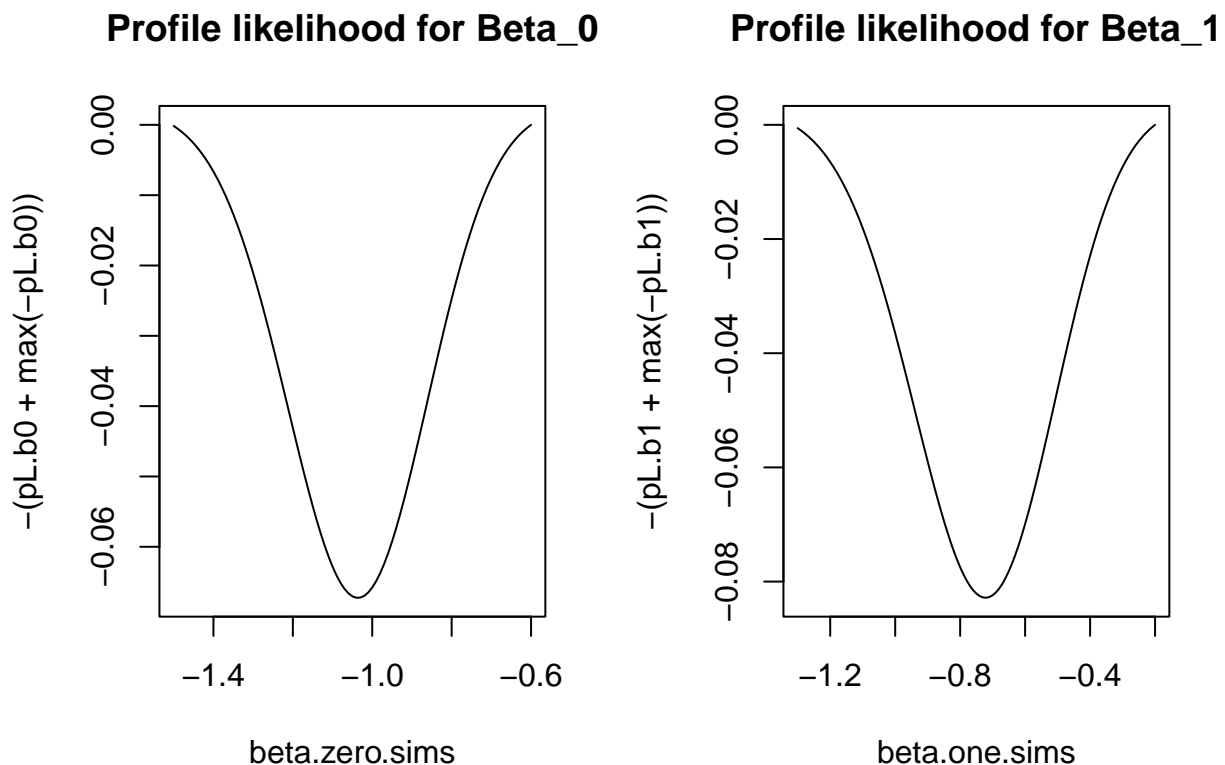 Profile likelihood for Beta_0
−(pL.b0 + max(−pL.b0))
0.00
−0.02
−0.04
−0.06
−1.4
−1.0
−0.6
beta.zero.sims
Profile likelihood for Beta_1
−(pL.b1 + max(−pL.b1))
0.00
−0.02
−0.04
−0.06
−0.08
−1.2
−0.8
−0.4
beta.one.sims